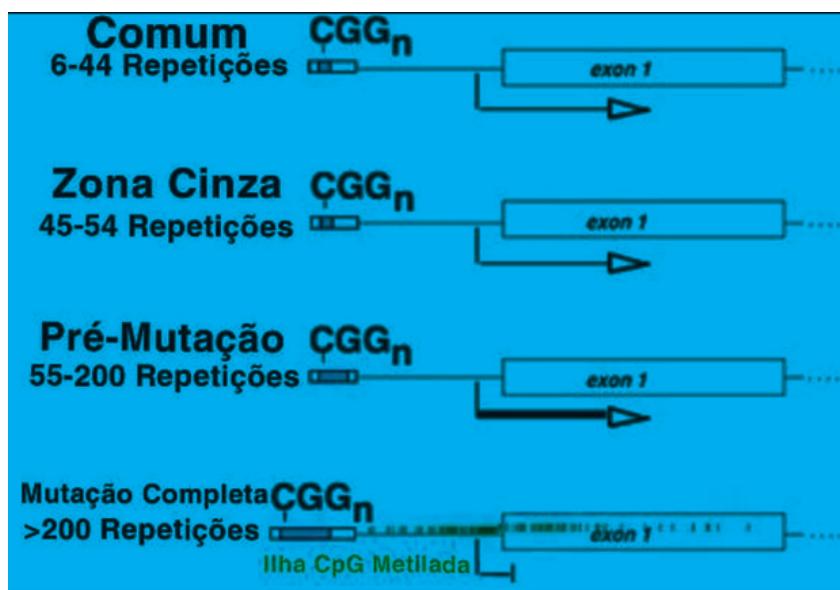 Comum
6-44 Repetições
CGGn
exon 1
Zona Cinza
45-54 Repetições
CGGn
exon 1
Pré-Mutação
55-200 Repetições
CGGn
exon 1
Mutação Completa
>200 Repetições
CGGn
exon 1
Ilha CpG Metilada